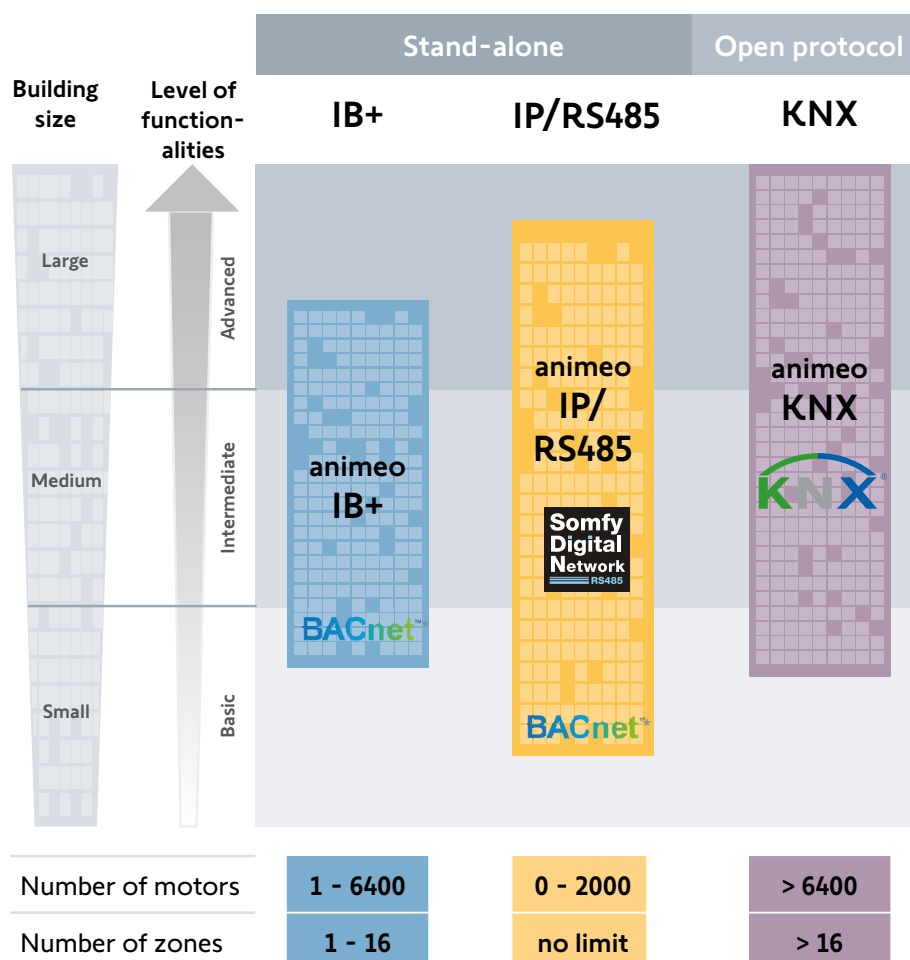 Stand-alone
Open protocol
Building
size
Level of
function-
alities
IB+
IP/RS485
KNX
Large
Medium
Small
Advanced
Intermediate
Basic
animeo
IB+
BACnet™*
animeo
IP/
RS485
Somfy
Digital
Network
RS485
BACnet™*
animeo
KNX
KNX®
Number of motors
1 - 6400
0 - 2000
> 6400
Number of zones
1 - 16
no limit
> 16